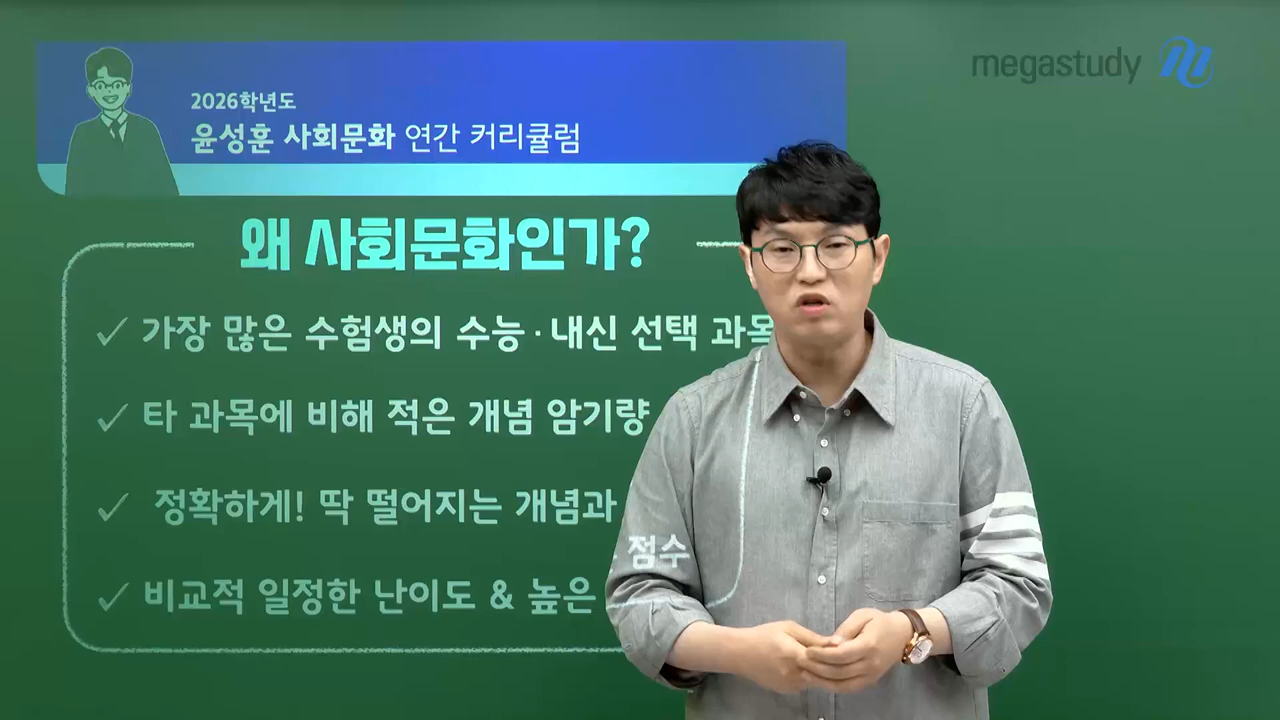 megastudy
2026학년도
윤성훈 사회문화 연간 커리큘럼
왜 사회문화인가?
✓ 가장 많은 수험생의 수능·내신 선택 과목
✓ 타 과목에 비해 적은 개념 암기량
✓ 정확하게! 딱 떨어지는 개념과
✓ 비교적 일정한 난이도 & 높은
점수